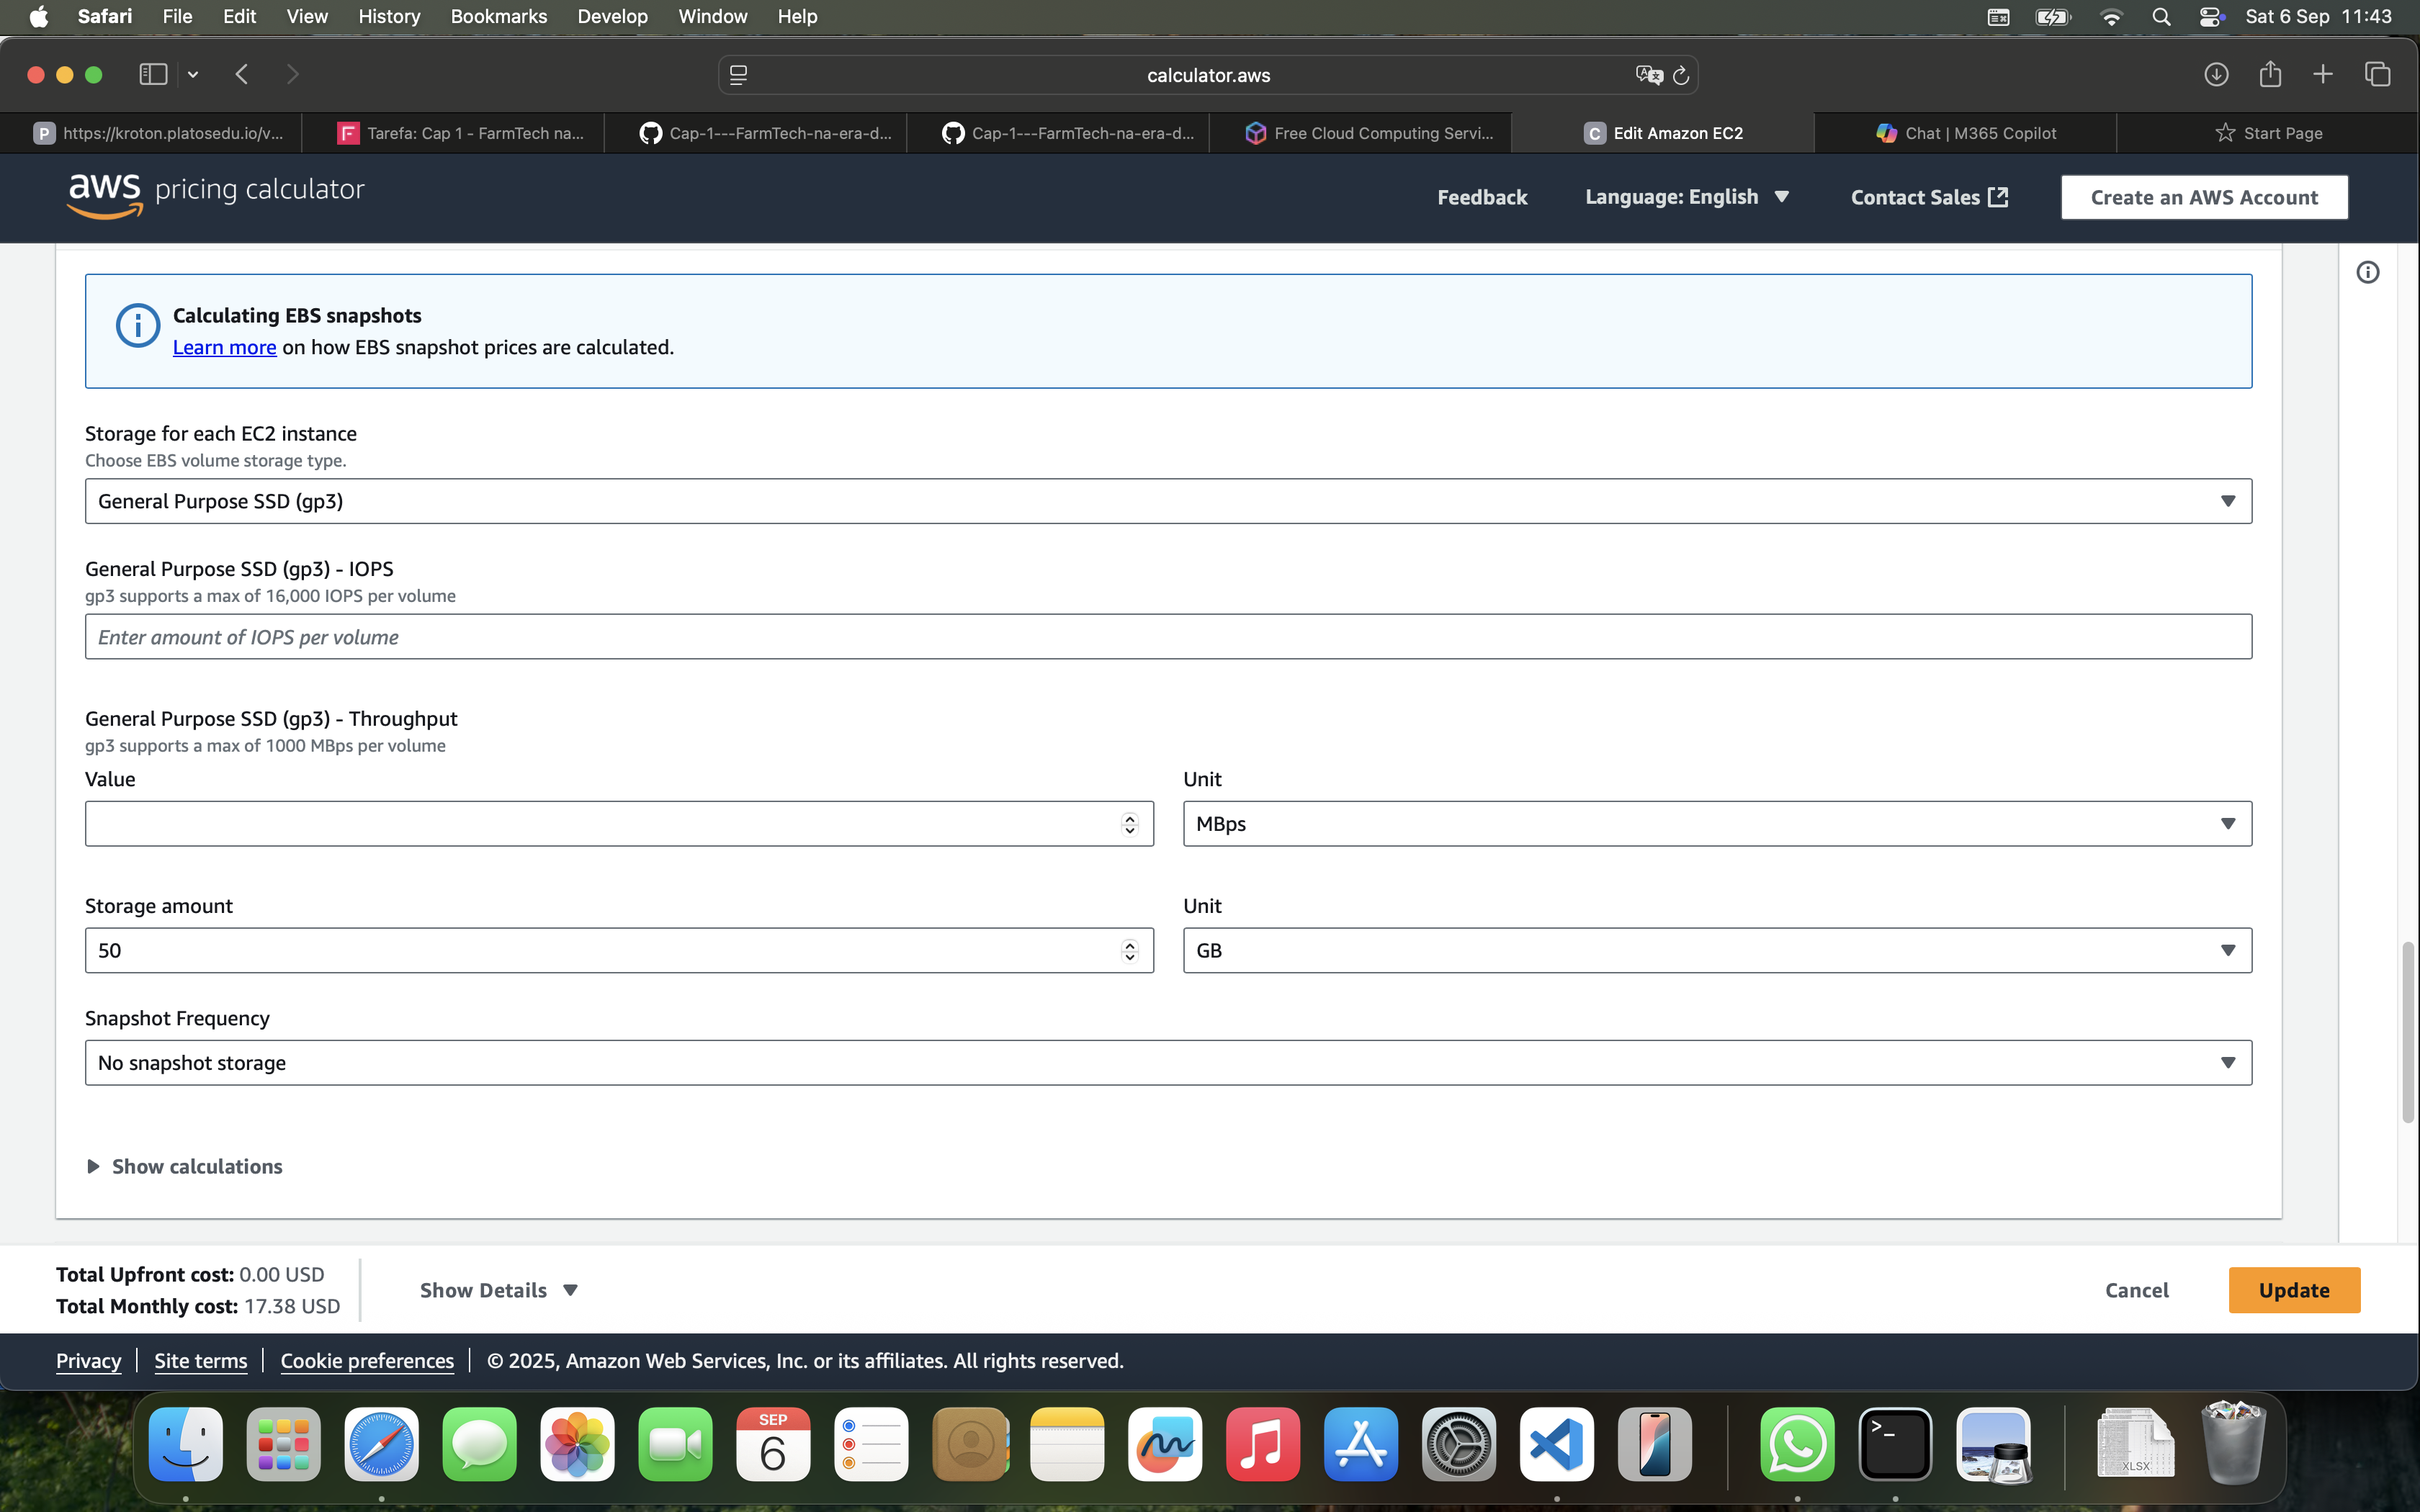 Safari File Edit View History Bookmarks Develop Window Help Sat 6 Sep 11:43
calculator.aws
P https://kroton.platosedu.io/v... Tarefa: Cap 1 - FarmTech na... Cap-1---FarmTech-na-era-d... Cap-1---FarmTech-na-era-d... Free Cloud Computing Servi... C Edit Amazon EC2 Chat | M365 Copilot Start Page
aws pricing calculator Feedback Language: English Contact Sales Create an AWS Account
Calculating EBS snapshots
Learn more on how EBS snapshot prices are calculated.
Storage for each EC2 instance
Choose EBS volume storage type.
General Purpose SSD (gp3)
General Purpose SSD (gp3) - IOPS
gp3 supports a max of 16,000 IOPS per volume
Enter amount of IOPS per volume
General Purpose SSD (gp3) - Throughput
gp3 supports a max of 1000 MBps per volume
Value Unit
MBps
Storage amount Unit
50 GB
Snapshot Frequency
No snapshot storage
Show calculations
Total Upfront cost: 0.00 USD
Total Monthly cost: 17.38 USD
Show Details Cancel Update
Privacy Site terms Cookie preferences © 2025, Amazon Web Services, Inc. or its affiliates. All rights reserved.
SEP
6
XLSX